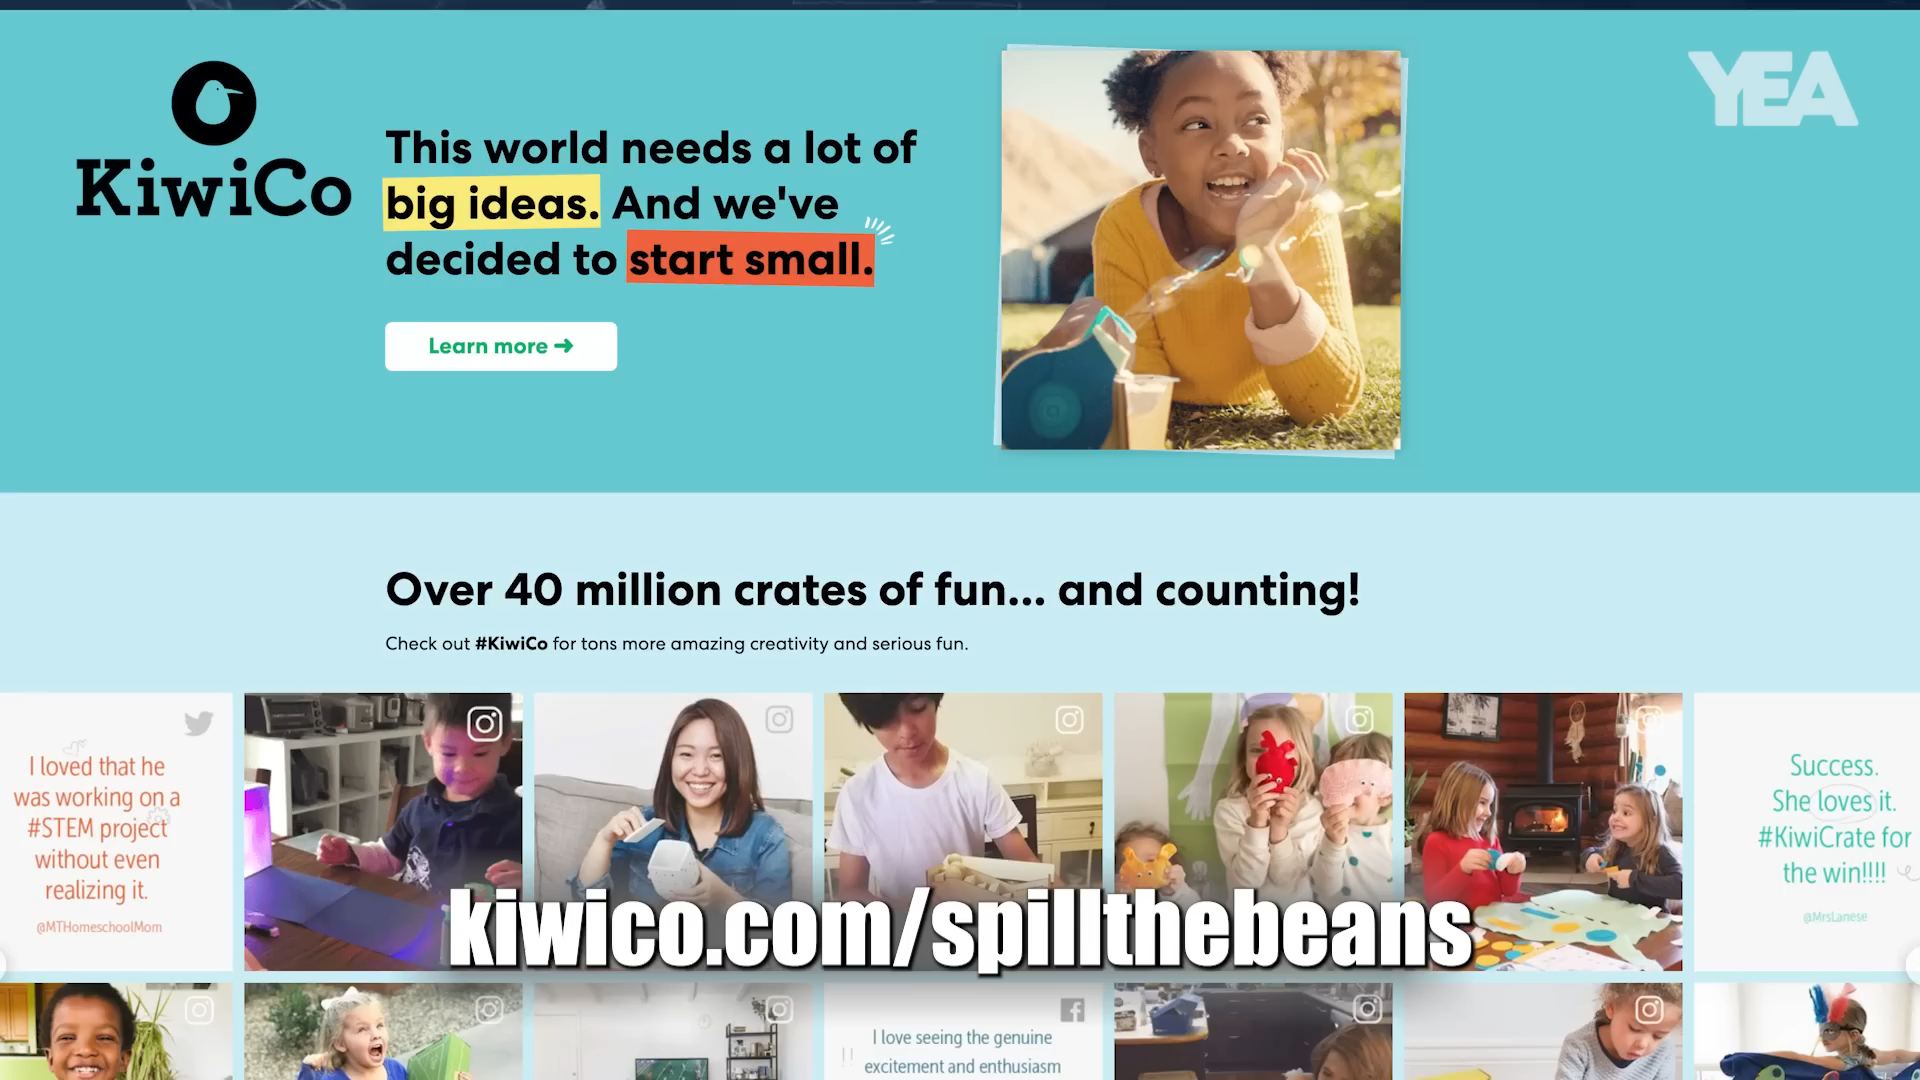 KiwiCo
YEA
This world needs a lot of
big ideas. And we've
decided to start small.
Learn more →
Over 40 million crates of fun... and counting!
Check out #KiwiCo for tons more amazing creativity and serious fun.
I loved that he
was working on a
#STEM project
without even
realizing it.
@MTHomeschoolMom
Success.
She loves it.
#KiwiCrate for
the win!!!!
@MrsLanese
kiwico.com/spillthebeans
I love seeing the genuine
excitement and enthusiasm